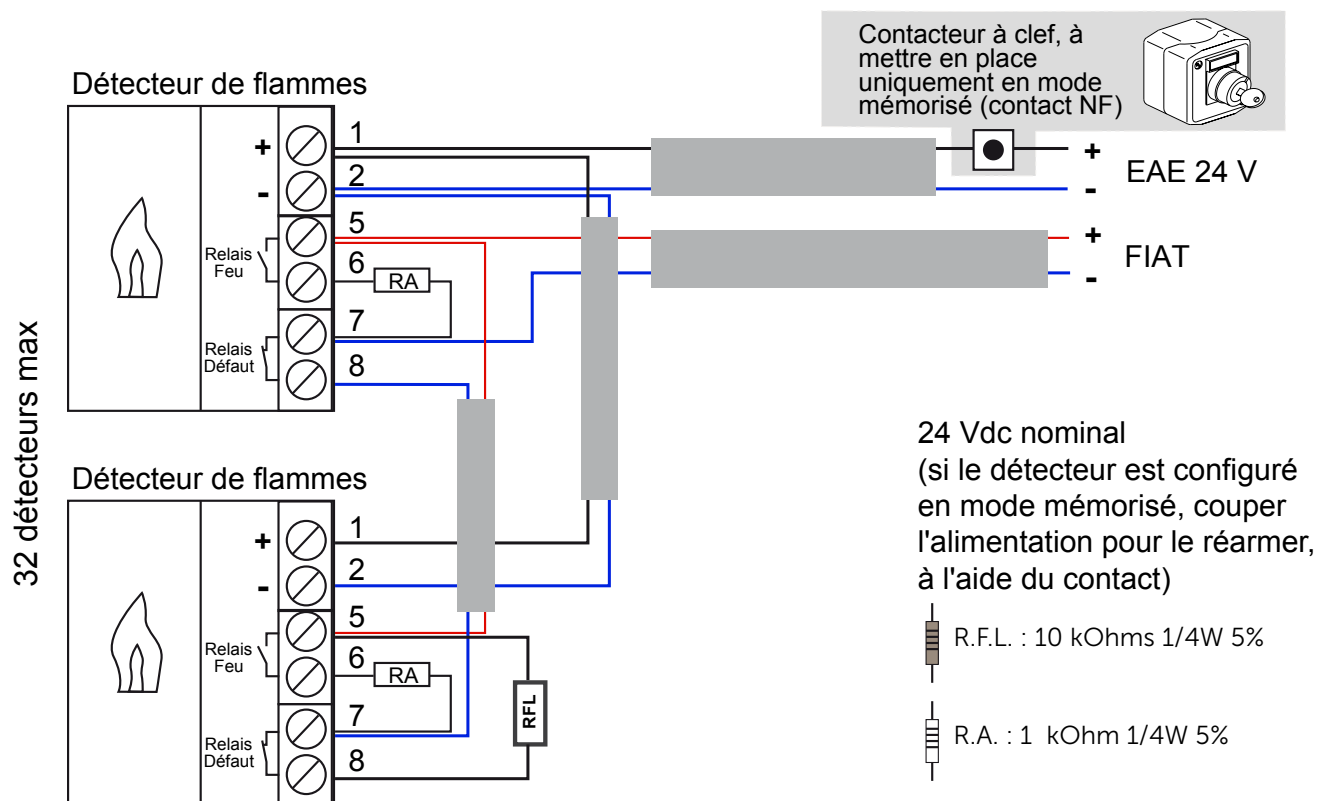 Contacteur à clef, à
mettre en place
uniquement en mode
mémorisé (contact NF)
Détecteur de flammes
+
-
Relais
Feu
Relais
Défaut
1
2
5
6
7
8
RA
+
-
EAE 24 V
+
-
FIAT
32 détecteurs max
Détecteur de flammes
+
-
Relais
Feu
Relais
Défaut
1
2
5
6
7
8
RA
RFL
24 Vdc nominal
(si le détecteur est configuré
en mode mémorisé, couper
l'alimentation pour le réarmer,
à l'aide du contact)
R.F.L. : 10 kOhms 1/4W 5%
R.A. : 1 kOhm 1/4W 5%